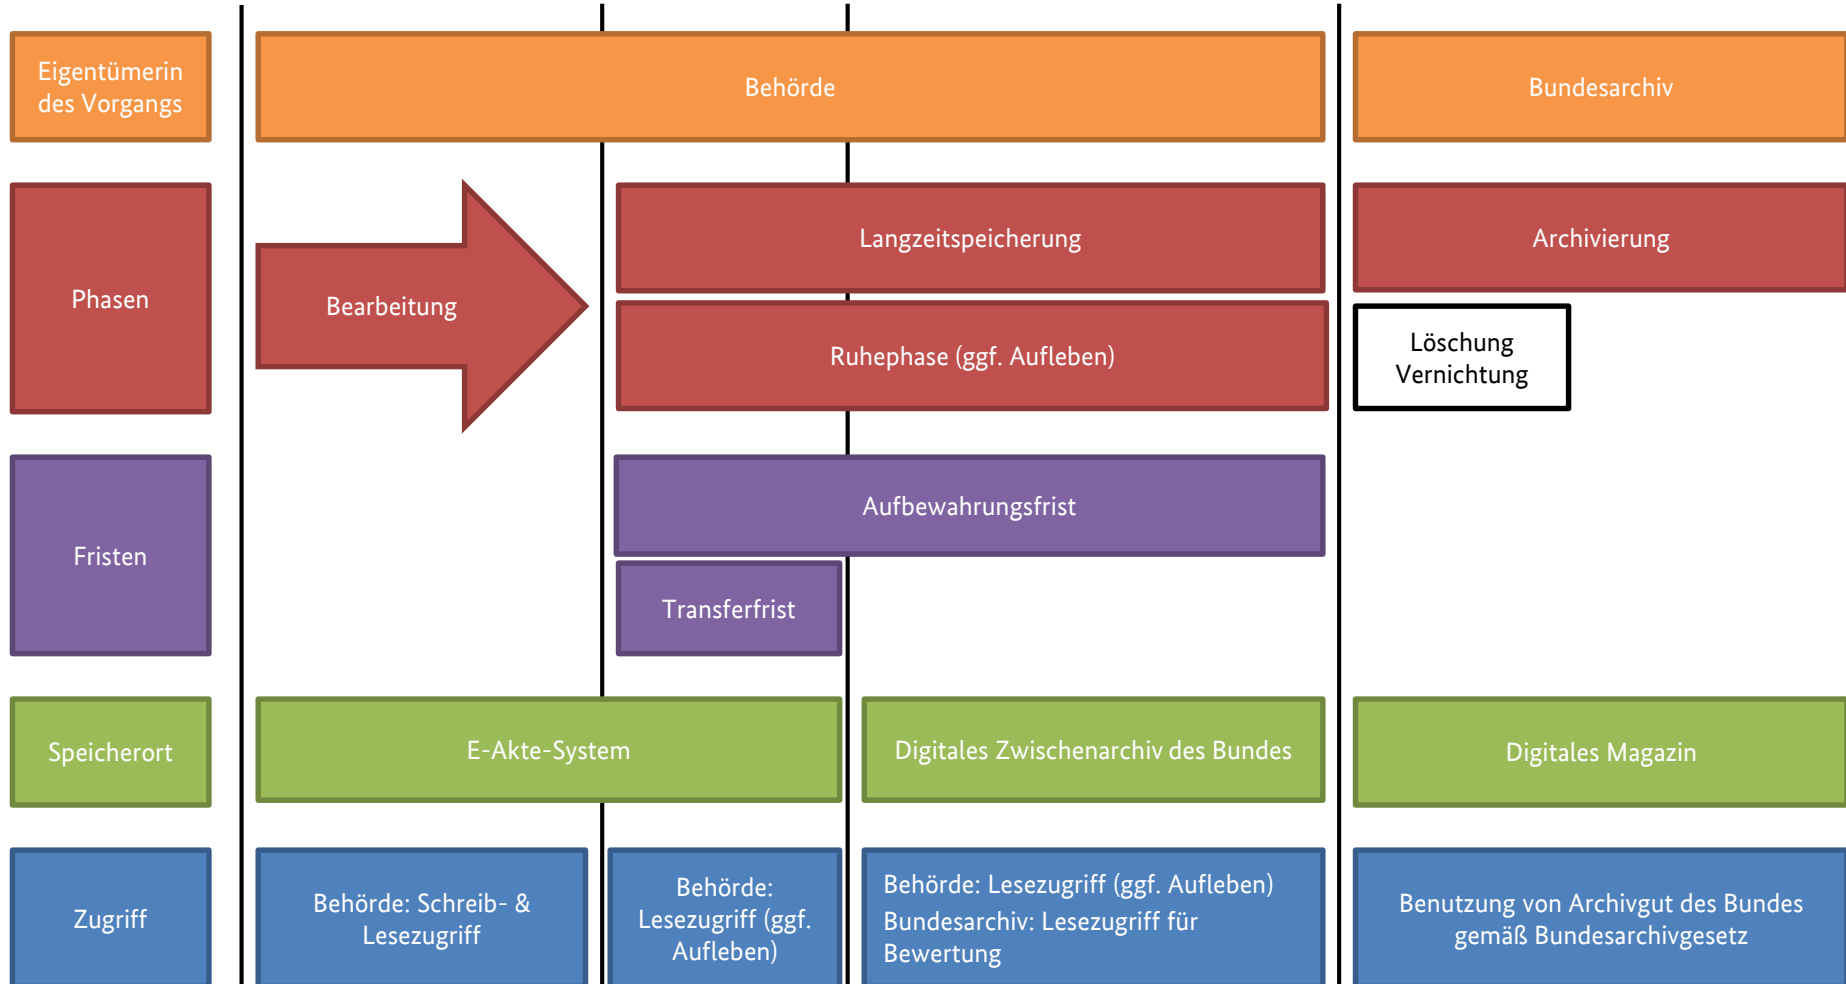 Eigentümerin
des Vorgangs
Behörde
Bundesarchiv
Phasen
Bearbeitung
Langzeitspeicherung
Archivierung
Ruhephase (ggf. Aufleben)
Löschung
Vernichtung
Fristen
Aufbewahrungsfrist
Transferfrist
Speicherort
E-Akte-System
Digitales Zwischenarchiv des Bundes
Digitales Magazin
Zugriff
Behörde: Schreib- &
Lesezugriff
Behörde:
Lesezugriff (ggf.
Aufleben)
Behörde: Lesezugriff (ggf. Aufleben)
Bundesarchiv: Lesezugriff für
Bewertung
Benutzung von Archivgut des Bundes
gemäß Bundesarchivgesetz